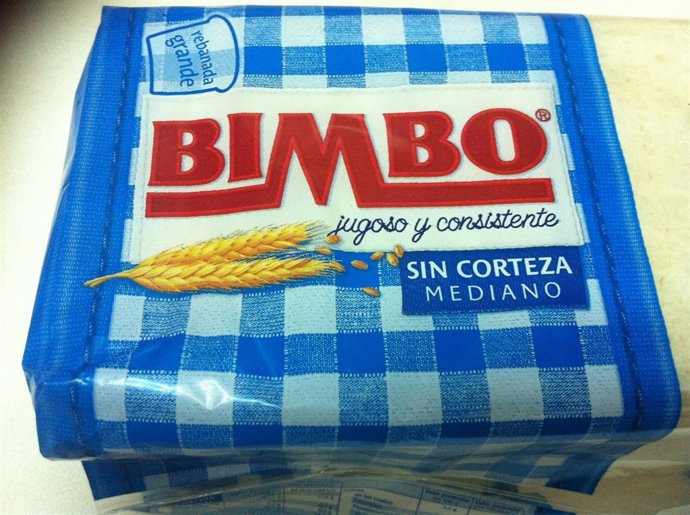 rebanada
grande
BIMBO®
jugoso y consistente
SIN CORTEZA
MEDIANO